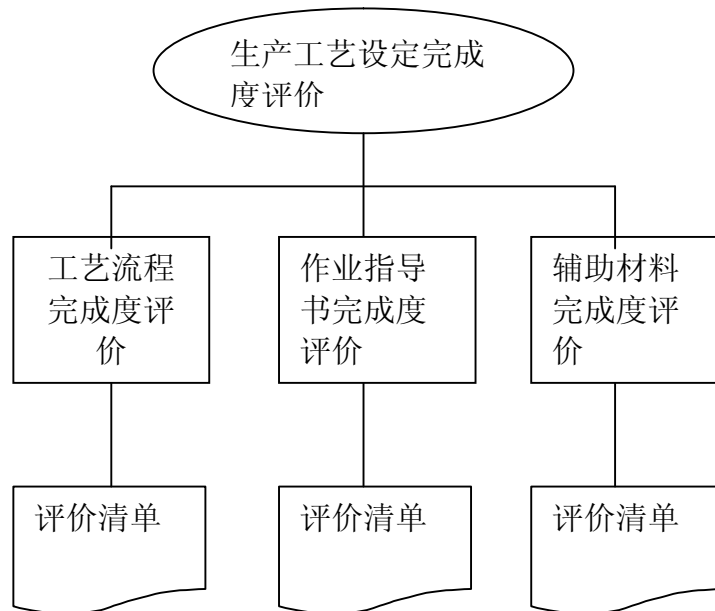 生产工艺设定完成
度评价
工艺流程
完成度评
价
作业指导
书完成度
评价
辅助材料
完成度评
价
评价清单
评价清单
评价清单